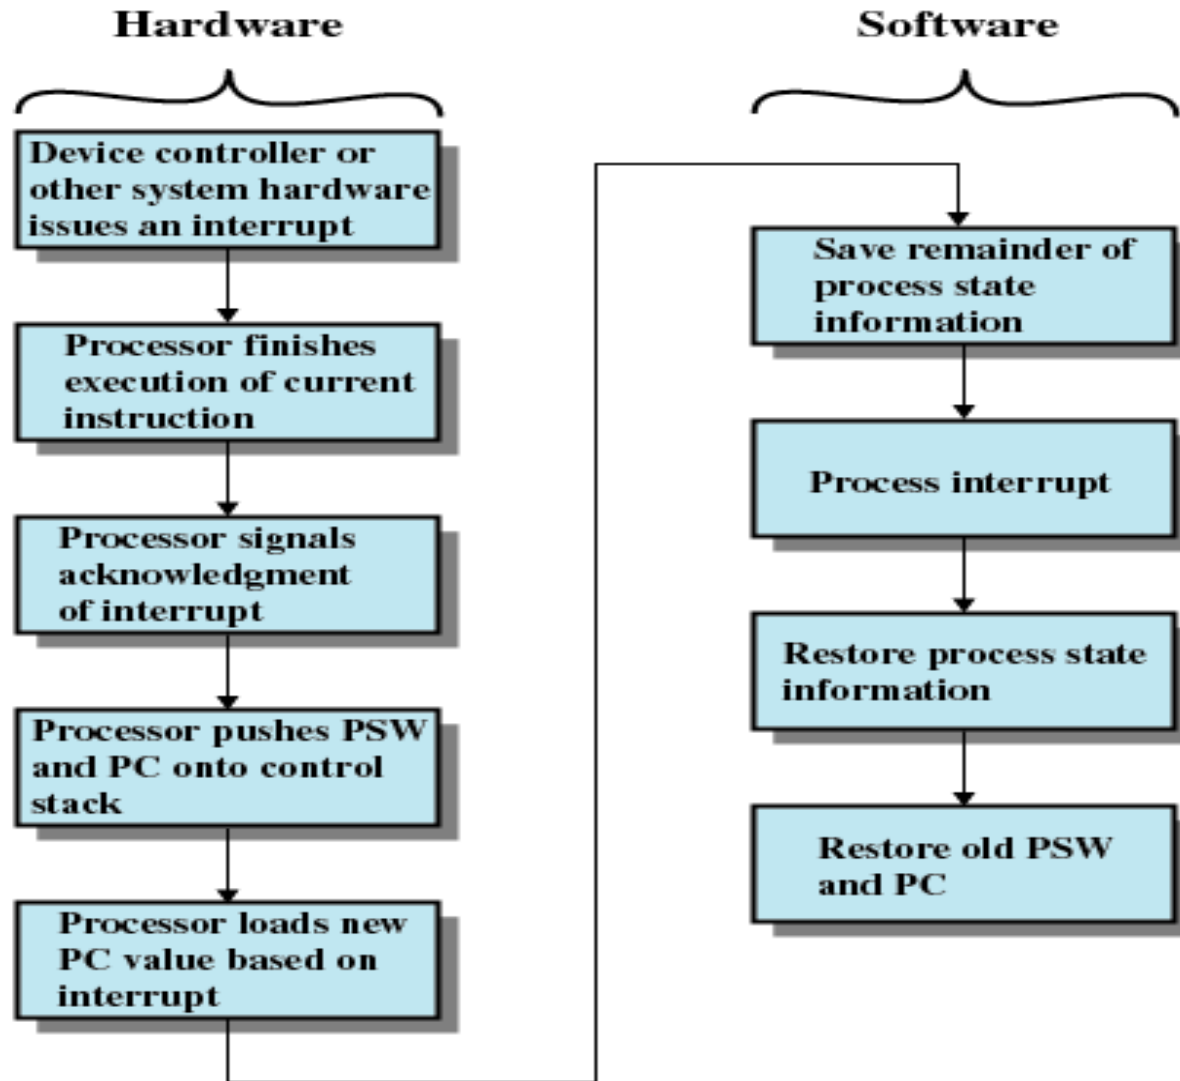 Hardware
Device controller or
other system hardware
issues an interrupt
Processor finishes
execution of current
instruction
Processor signals
acknowledgment
of interrupt
Processor pushes PSW
and PC onto control
stack
Processor loads new
PC value based on
interrupt
Software
Save remainder of
process state
information
Process interrupt
Restore process state
information
Restore old PSW
and PC